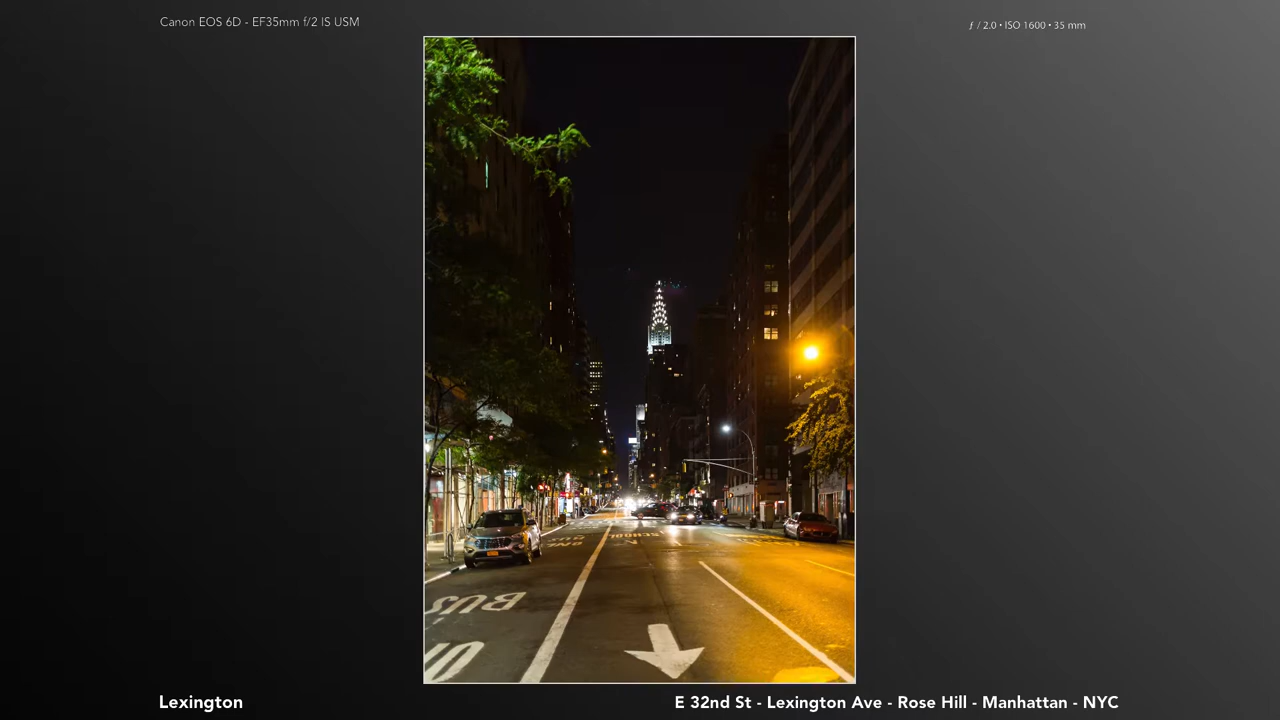 Canon EOS 6D - EF35mm f/2 IS USM
ƒ / 2.0 • ISO 1600 • 35 mm
BUS
Lexington
E 32nd St - Lexington Ave - Rose Hill - Manhattan - NYC